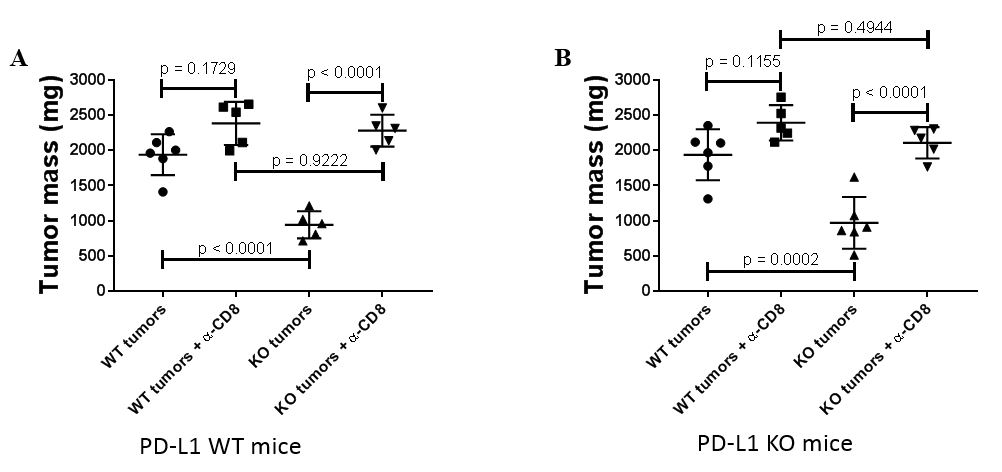 A
Tumor mass (mg)
3000
2500
2000
1500
1000
500
0
p = 0.1729
p < 0.0001
p = 0.9222
p < 0.0001
WT tumors
WT tumors + α-CD8
KO tumors
KO tumors + α-CD8
PD-L1 WT mice
B
Tumor mass (mg)
3000
2500
2000
1500
1000
500
0
p = 0.4944
p = 0.1155
p < 0.0001
p = 0.0002
WT tumors
WT tumors + α-CD8
KO tumors
KO tumors + α-CD8
PD-L1 KO mice